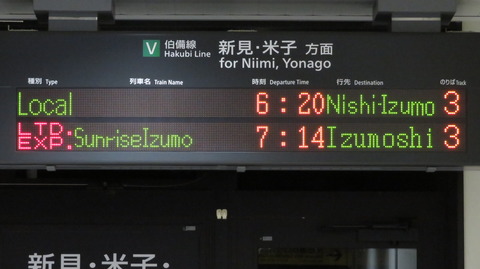 V 伯備線 新見・米子 方面
Hakubi Line for Niimi, Yonago
種別 Type 列車名 Train Name 時刻 Departure Time 行先 Destination のりば Track
Local 6:20 Nishi-Izumo 3
LTD. EXP. SunriseIzumo 7:14 Izumoshi 3
新見・米子・